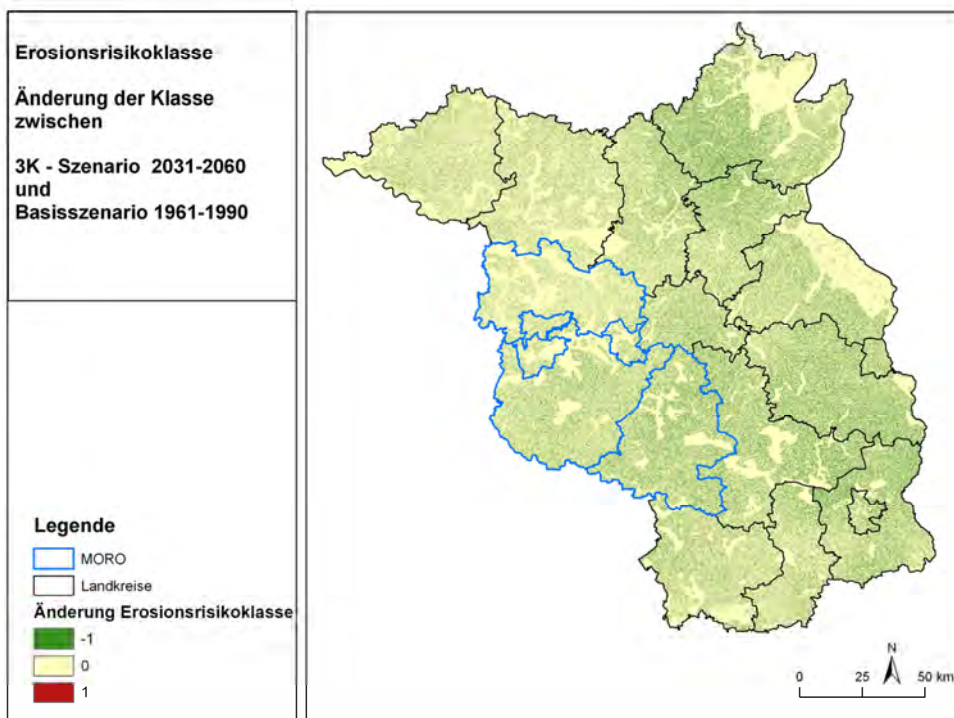 Erosionsrisikoklasse
Änderung der Klasse
zwischen
3K - Szenario 2031-2060
und
Basisszenario 1961-1990
Legende
MORO
Landkreise
Änderung Erosionsrisikoklasse
-1
0
1
N
0 25 50 km